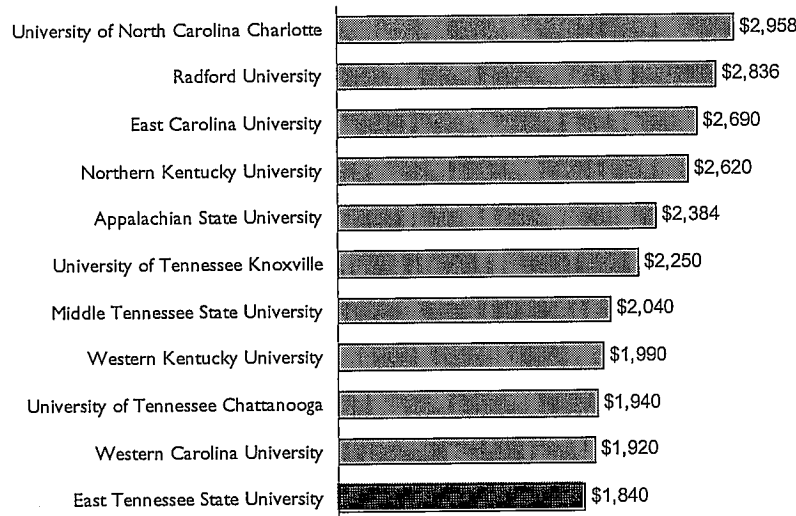 University of North Carolina Charlotte $2,958
Radford University $2,836
East Carolina University $2,690
Northern Kentucky University $2,620
Appalachian State University $2,384
University of Tennessee Knoxville $2,250
Middle Tennessee State University $2,040
Western Kentucky University $1,990
University of Tennessee Chattanooga $1,940
Western Carolina University $1,920
East Tennessee State University $1,840